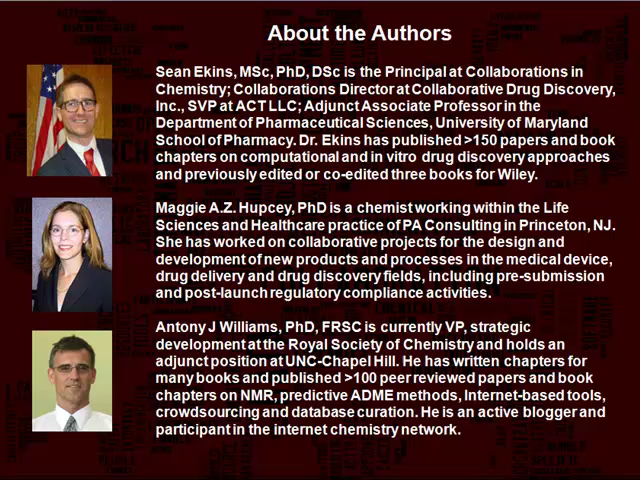 About the Authors
Sean Ekins, MSc, PhD, DSc is the Principal at Collaborations in
Chemistry; Collaborations Director at Collaborative Drug Discovery,
Inc., SVP at ACT LLC; Adjunct Associate Professor in the
Department of Pharmaceutical Sciences, University of Maryland
School of Pharmacy. Dr. Ekins has published >150 papers and book
chapters on computational and in vitro drug discovery approaches
and previously edited or co-edited three books for Wiley.
Maggie A.Z. Hupcey, PhD is a chemist working within the Life
Sciences and Healthcare practice of PA Consulting in Princeton, NJ.
She has worked on collaborative projects for the design and
development of new products and processes in the medical device,
drug delivery and drug discovery fields, including pre-submission
and post-launch regulatory compliance activities.
Antony J Williams, PhD, FRSC is currently VP, strategic
development at the Royal Society of Chemistry and holds an
adjunct position at UNC-Chapel Hill. He has written chapters for
many books and published >100 peer reviewed papers and book
chapters on NMR, predictive ADME methods, Internet-based tools,
crowdsourcing and database curation. He is an active blogger and
participant in the internet chemistry network.